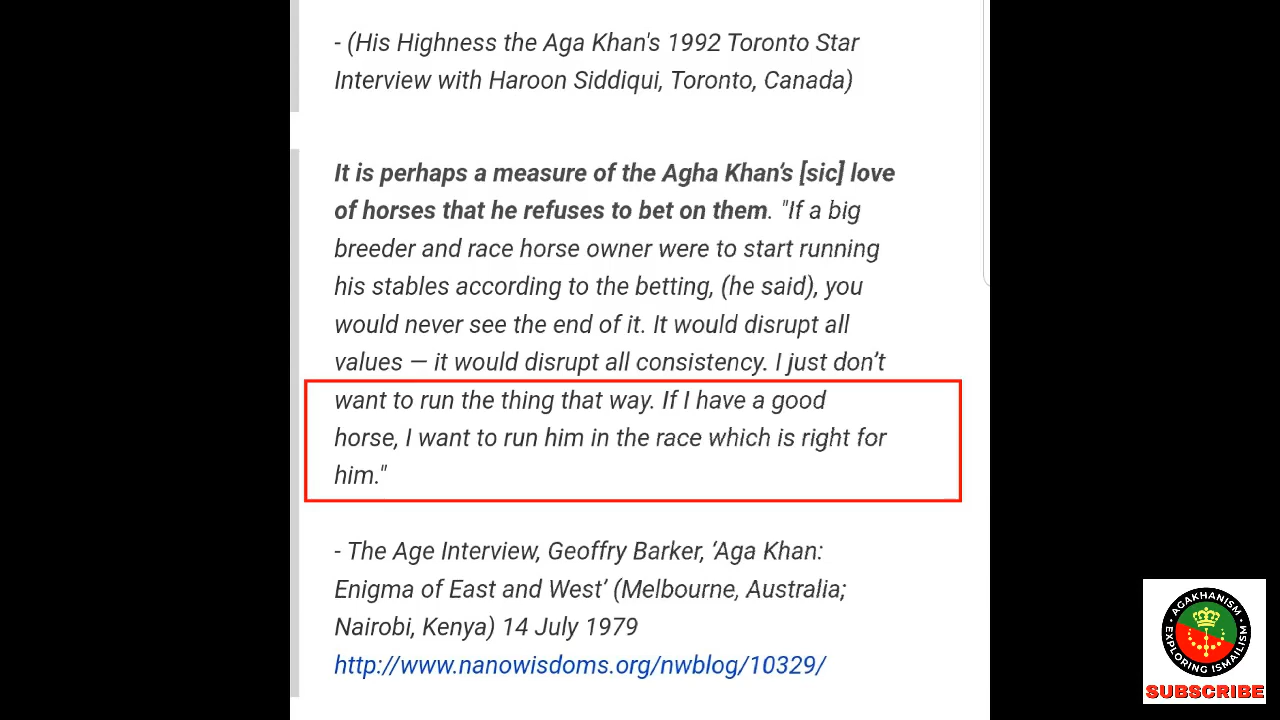 - (His Highness the Aga Khan's 1992 Toronto Star
Interview with Haroon Siddiqui, Toronto, Canada)
It is perhaps a measure of the Agha Khan's [sic] love
of horses that he refuses to bet on them. "If a big
breeder and race horse owner were to start running
his stables according to the betting, (he said), you
would never see the end of it. It would disrupt all
values — it would disrupt all consistency. I just don't
want to run the thing that way. If I have a good
horse, I want to run him in the race which is right for
him."
- The Age Interview, Geoffry Barker, ‘Aga Khan:
Enigma of East and West’ (Melbourne, Australia;
Nairobi, Kenya) 14 July 1979
http://www.nanowisdoms.org/nwblog/10329/
AGAKHANISM
EXPLORING ISMAILISM
SUBSCRIBE